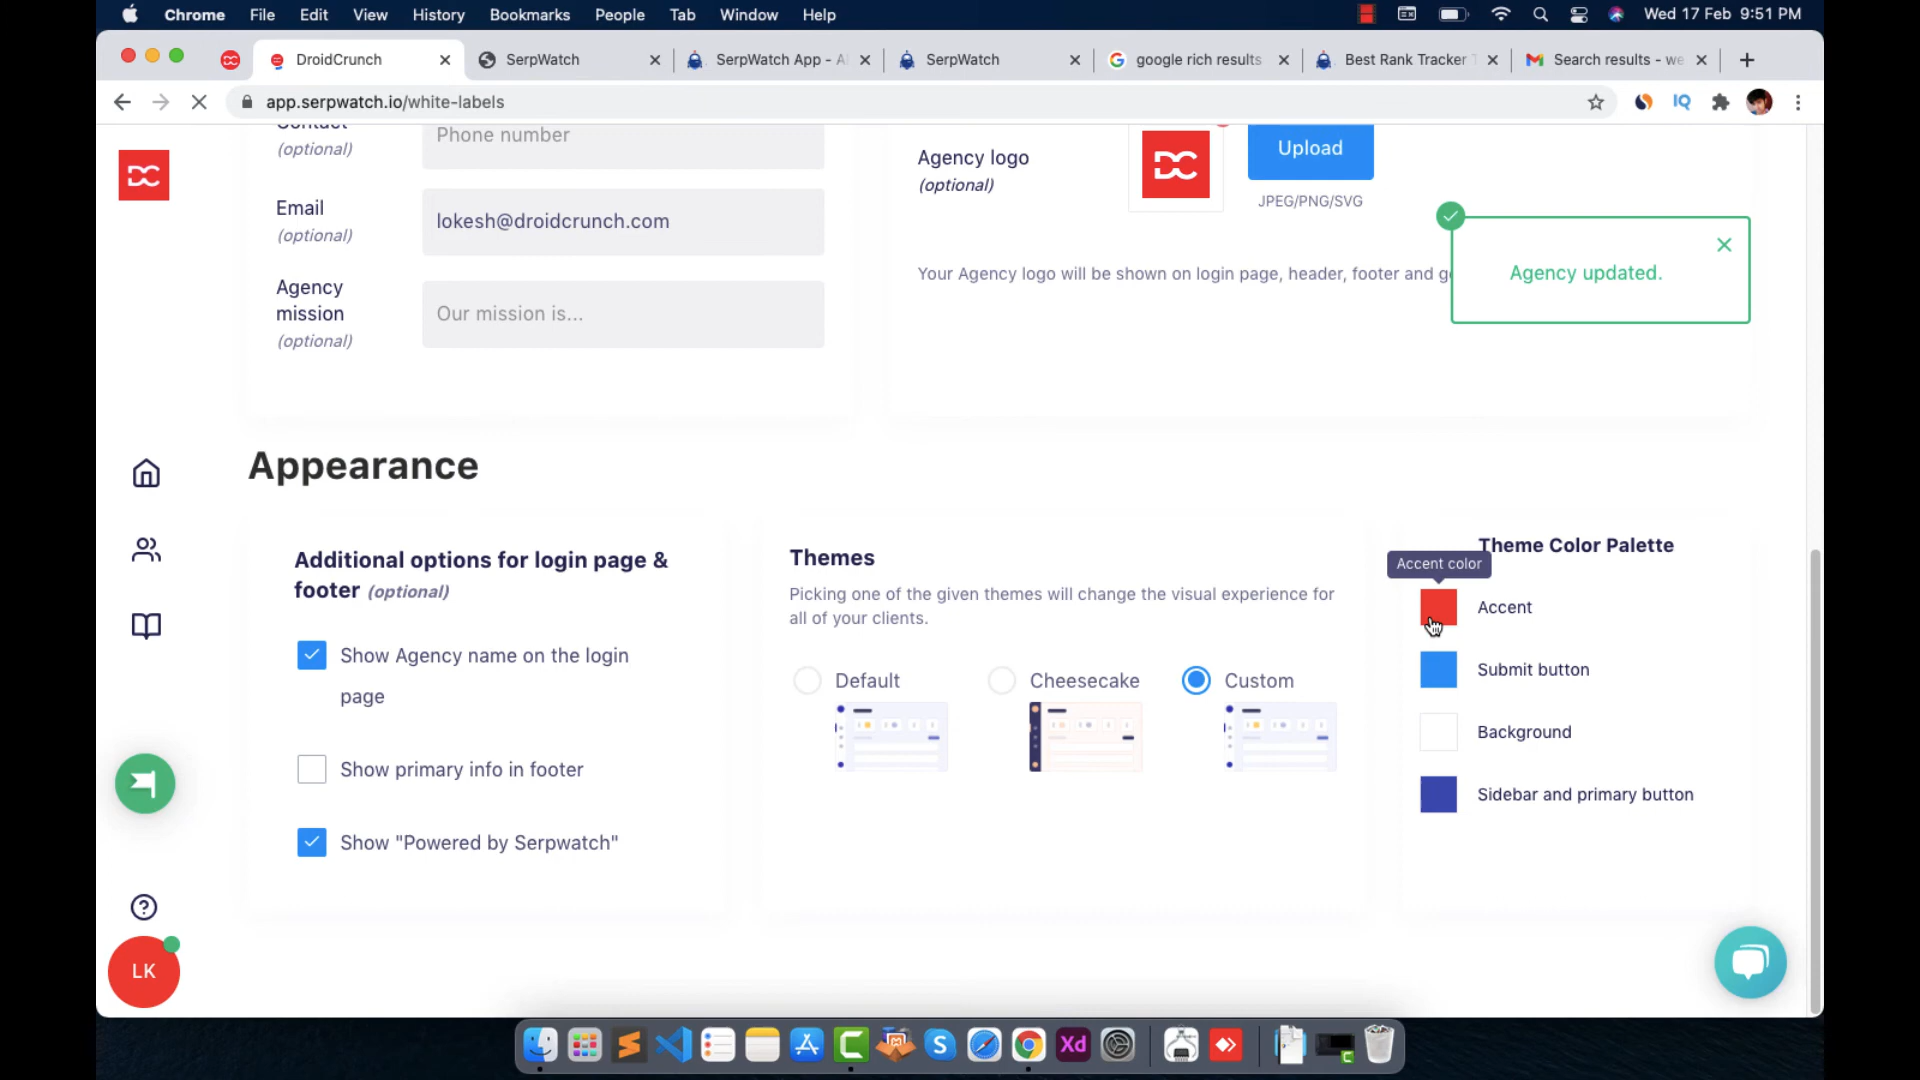 Chrome File Edit View History Bookmarks People Tab Window Help Wed 17 Feb 9:51 PM
DroidCrunch SerpWatch SerpWatch App - A SerpWatch google rich results Best Rank Tracker T Search results - we
app.serpwatch.io/white-labels IQ
Contact
(optional)
Phone number
DC
Email
(optional)
lokesh@droidcrunch.com
Agency
mission
(optional)
Our mission is...
Agency logo
(optional)
DC
Upload
JPEG/PNG/SVG
Your Agency logo will be shown on login page, header, footer and g
Agency updated.
Appearance
Additional options for login page &
footer (optional)
Show Agency name on the login
page
Show primary info in footer
Show "Powered by Serpwatch"
Themes
Picking one of the given themes will change the visual experience for
all of your clients.
Default Cheesecake Custom
Theme Color Palette
Accent color
Accent
Submit button
Background
Sidebar and primary button
LK
Xd